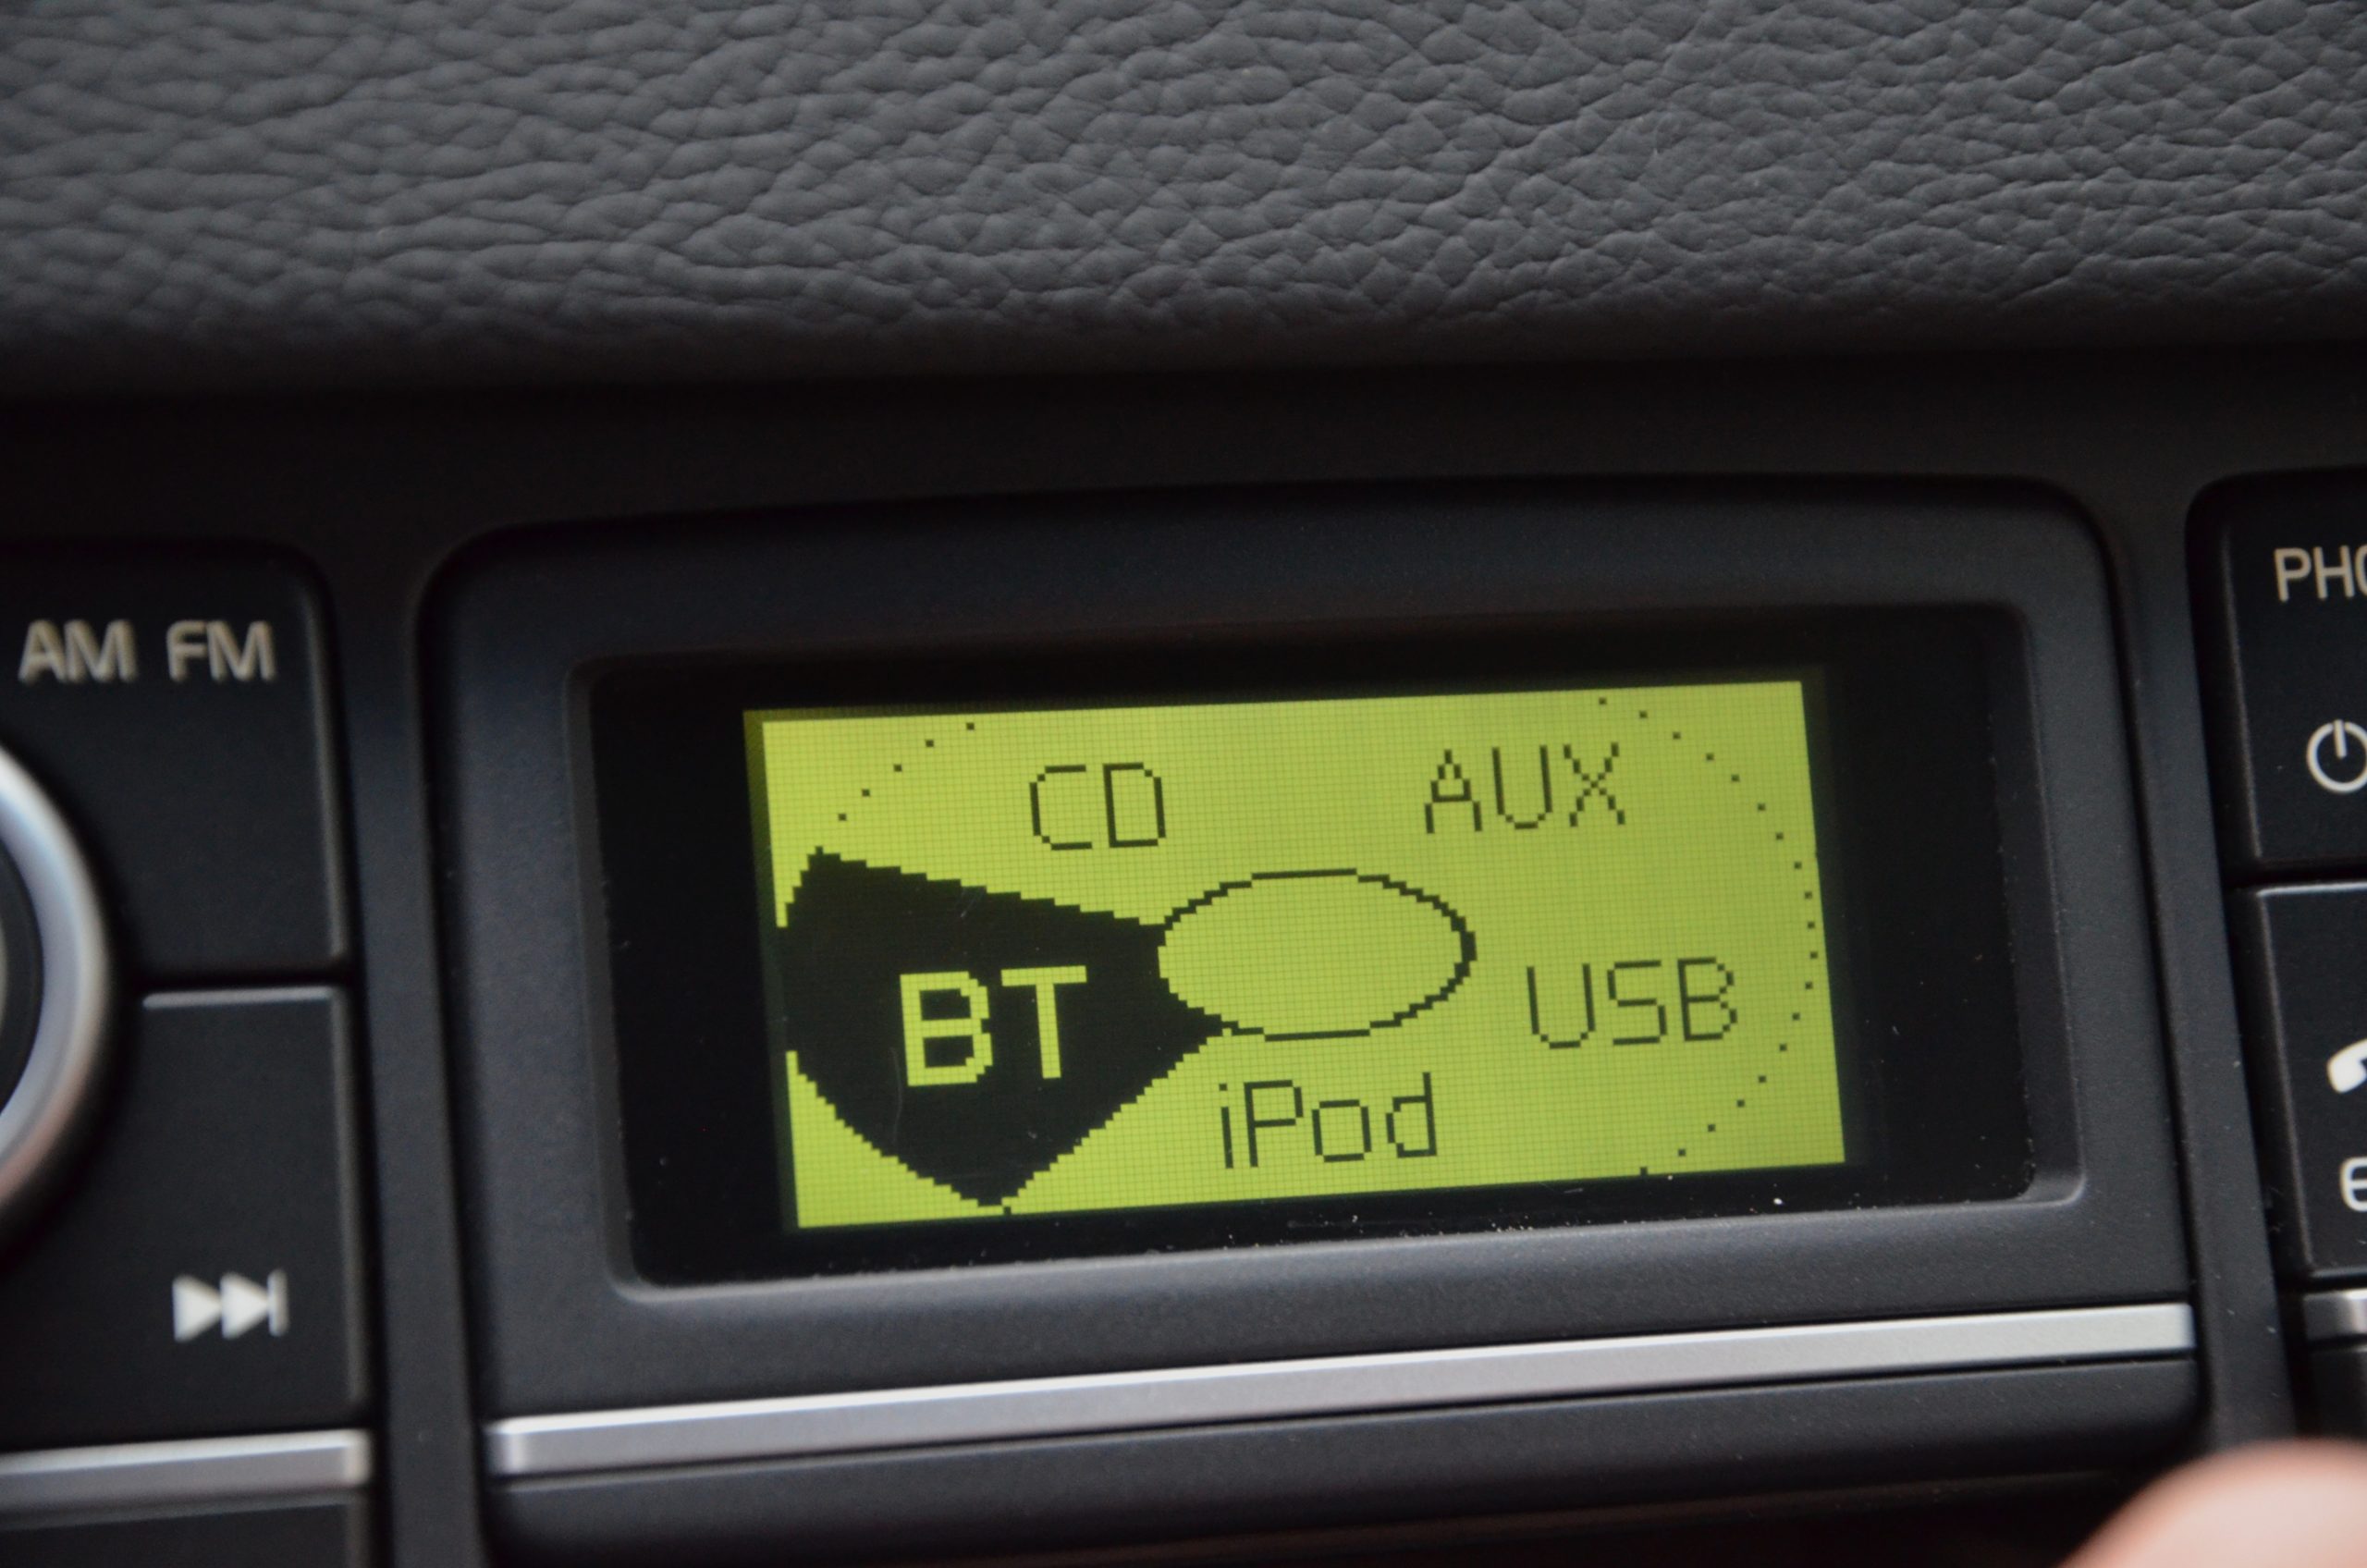 AM FM
CD
AUX
BT
USB
iPod